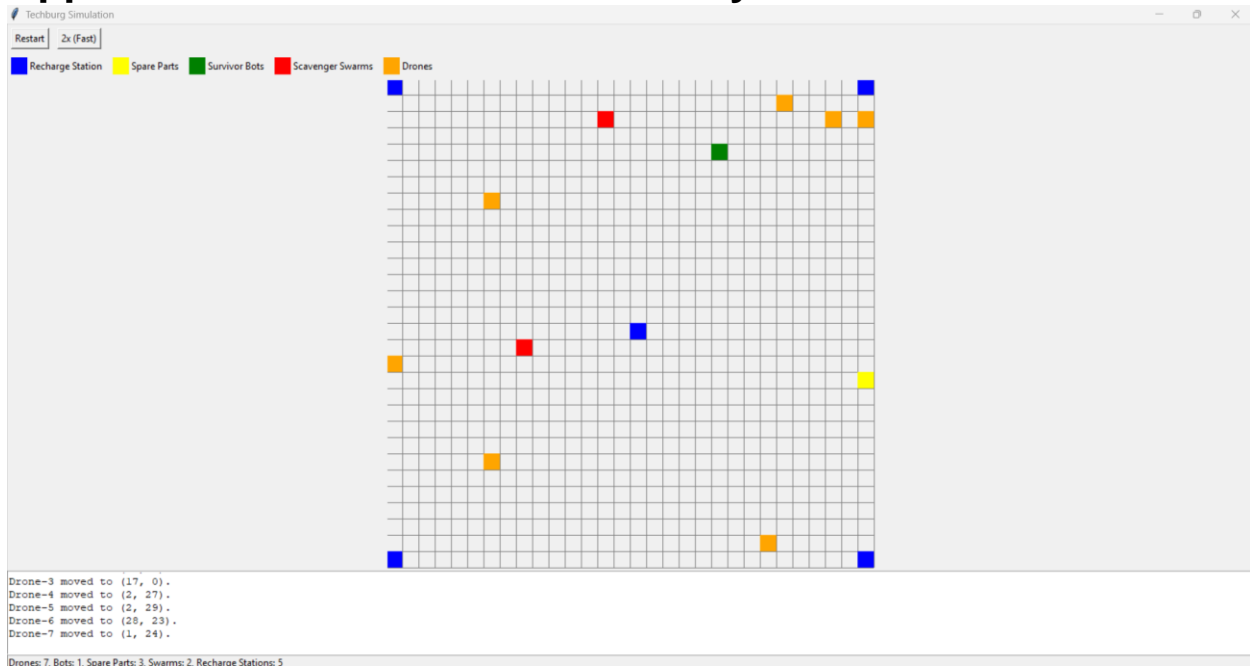 Techburg Simulation
Restart 2x (Fast)
Recharge Station Spare Parts Survivor Bots Scavenger Swarms Drones
Drone-3 moved to (17, 0).
Drone-4 moved to (2, 27).
Drone-5 moved to (2, 29).
Drone-6 moved to (28, 23).
Drone-7 moved to (1, 24).
Drones: 7, Bots: 1, Spare Parts: 3, Swarms: 2, Recharge Stations: 5